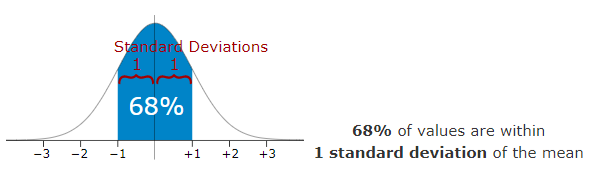 Standard Deviations
1 1
68%
−3 −2 −1 +1 +2 +3
68% of values are within
1 standard deviation of the mean